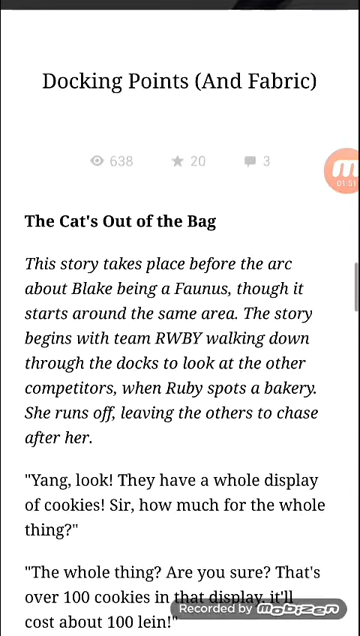 Docking Points (And Fabric)
638 20 3
01:51
The Cat's Out of the Bag
This story takes place before the arc
about Blake being a Faunus, though it
starts around the same area. The story
begins with team RWBY walking down
through the docks to look at the other
competitors, when Ruby spots a bakery.
She runs off, leaving the others to chase
after her.
"Yang, look! They have a whole display
of cookies! Sir, how much for the whole
thing?"
"The whole thing? Are you sure? That's
over 100 cookies in that display, it'll
cost about 100 lein!"
Recorded by mobizen